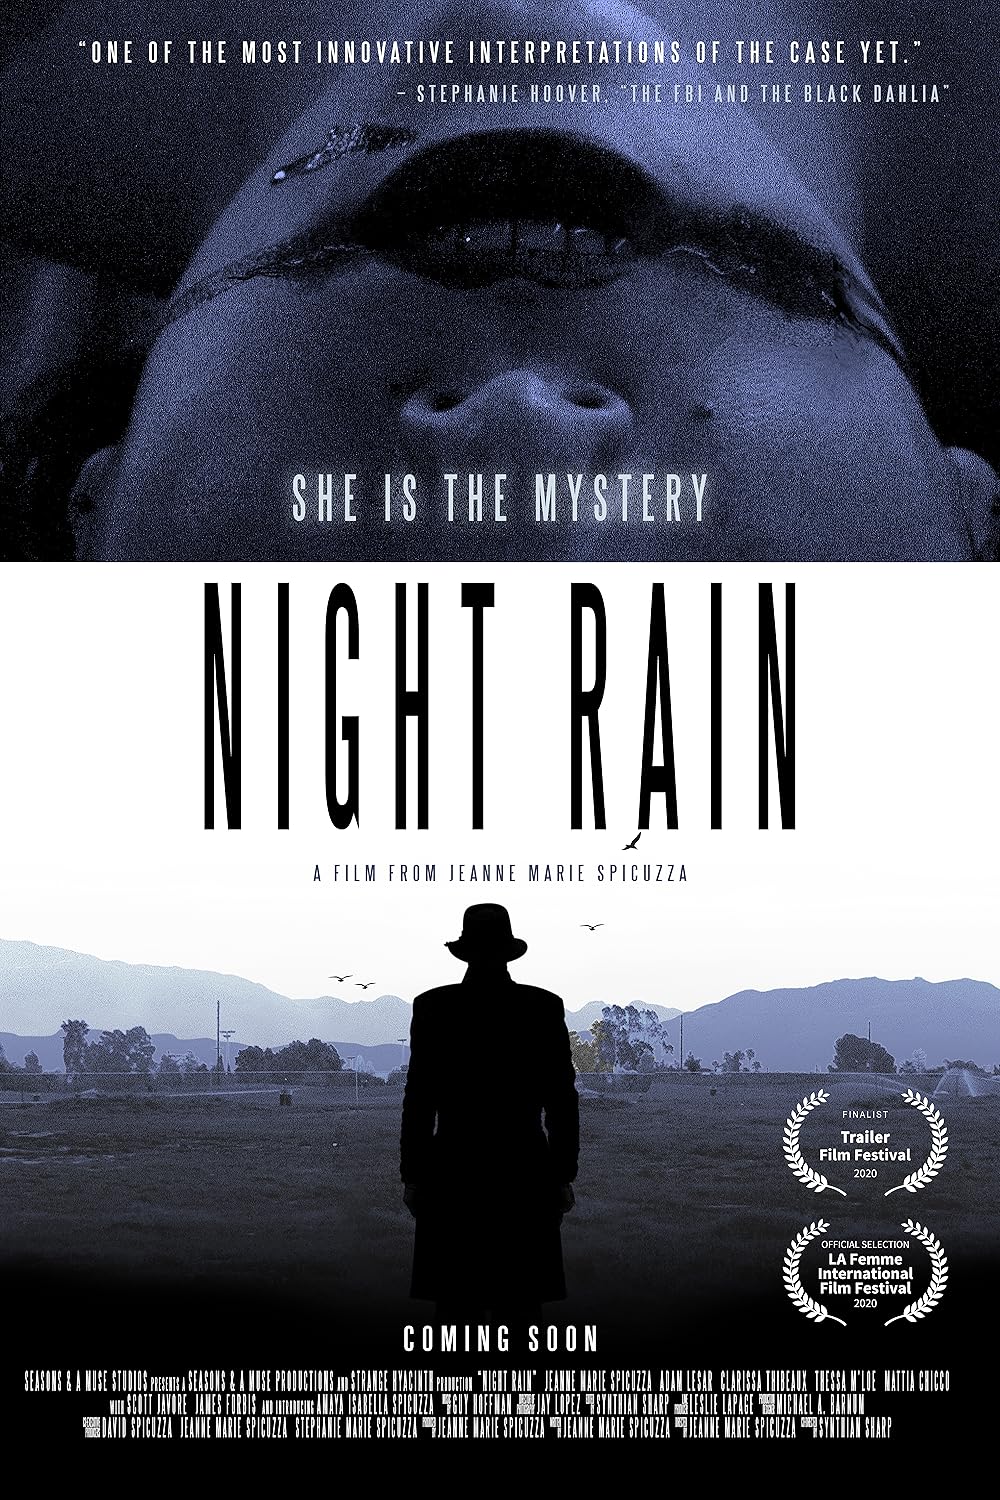 “ONE OF THE MOST INNOVATIVE INTERPRETATIONS OF THE CASE YET.”
– STEPHANIE HOOVER, “THE FBI AND THE BLACK DAHLIA”
SHE IS THE MYSTERY
NIGHT RAIN
A FILM FROM JEANNE MARIE SPICUZZA
FINALIST
Trailer
Film Festival
2020
OFFICIAL SELECTION
LA Femme
International
Film Festival
2020
COMING SOON
SEASONS & A MUSE STUDIOS PRESENTS A SEASONS & A MUSE PRODUCTIONS AND STRANGE HYACINTH PRODUCTION “NIGHT RAIN” JEANNE MARIE SPICUZZA ADAM LESAR CLARISSA THIBEAUX THESSA M’LOE MATTIA CHICCO
WITH SCOTT JAVORE JAMES FORBIS AND INTRODUCING AMAYA ISABELLA SPICUZZA GUY HOFFMAN JAY LOPEZ SYNTHIAN SHARP LESLIE LAPAGE MICHAEL A. BARNUM
EXECUTIVE PRODUCERS DAVID SPICUZZA JEANNE MARIE SPICUZZA STEPHANIE MARIE SPICUZZA JEANNE MARIE SPICUZZA JEANNE MARIE SPICUZZA JEANNE MARIE SPICUZZA SYNTHIAN SHARP